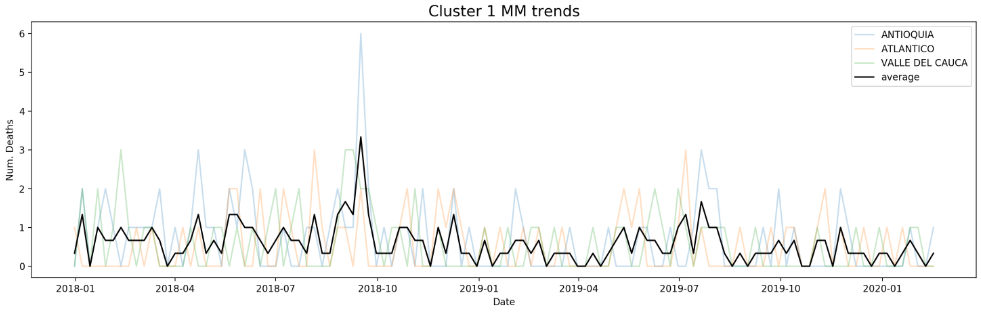 Cluster 1 MM trends
ANTIOQUIA
ATLANTICO
VALLE DEL CAUCA
average
Num. Deaths
6
5
4
3
2
1
0
2018-01 2018-04 2018-07 2018-10 2019-01 2019-04 2019-07 2019-10 2020-01
Date